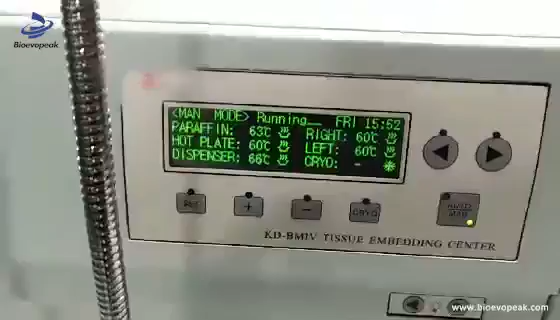 Bioevopeak
<MAN MODE> Running__ FRI 15:52
PARAFFIN: 63℃ RIGHT: 60℃
HOT PLATE: 60℃ LEFT: 60℃
DISPENSER: 66℃ CRYO: -
+ - CRYO
KD-BMIV TISSUE EMBEDDING CENTER
www.bioevopeak.com